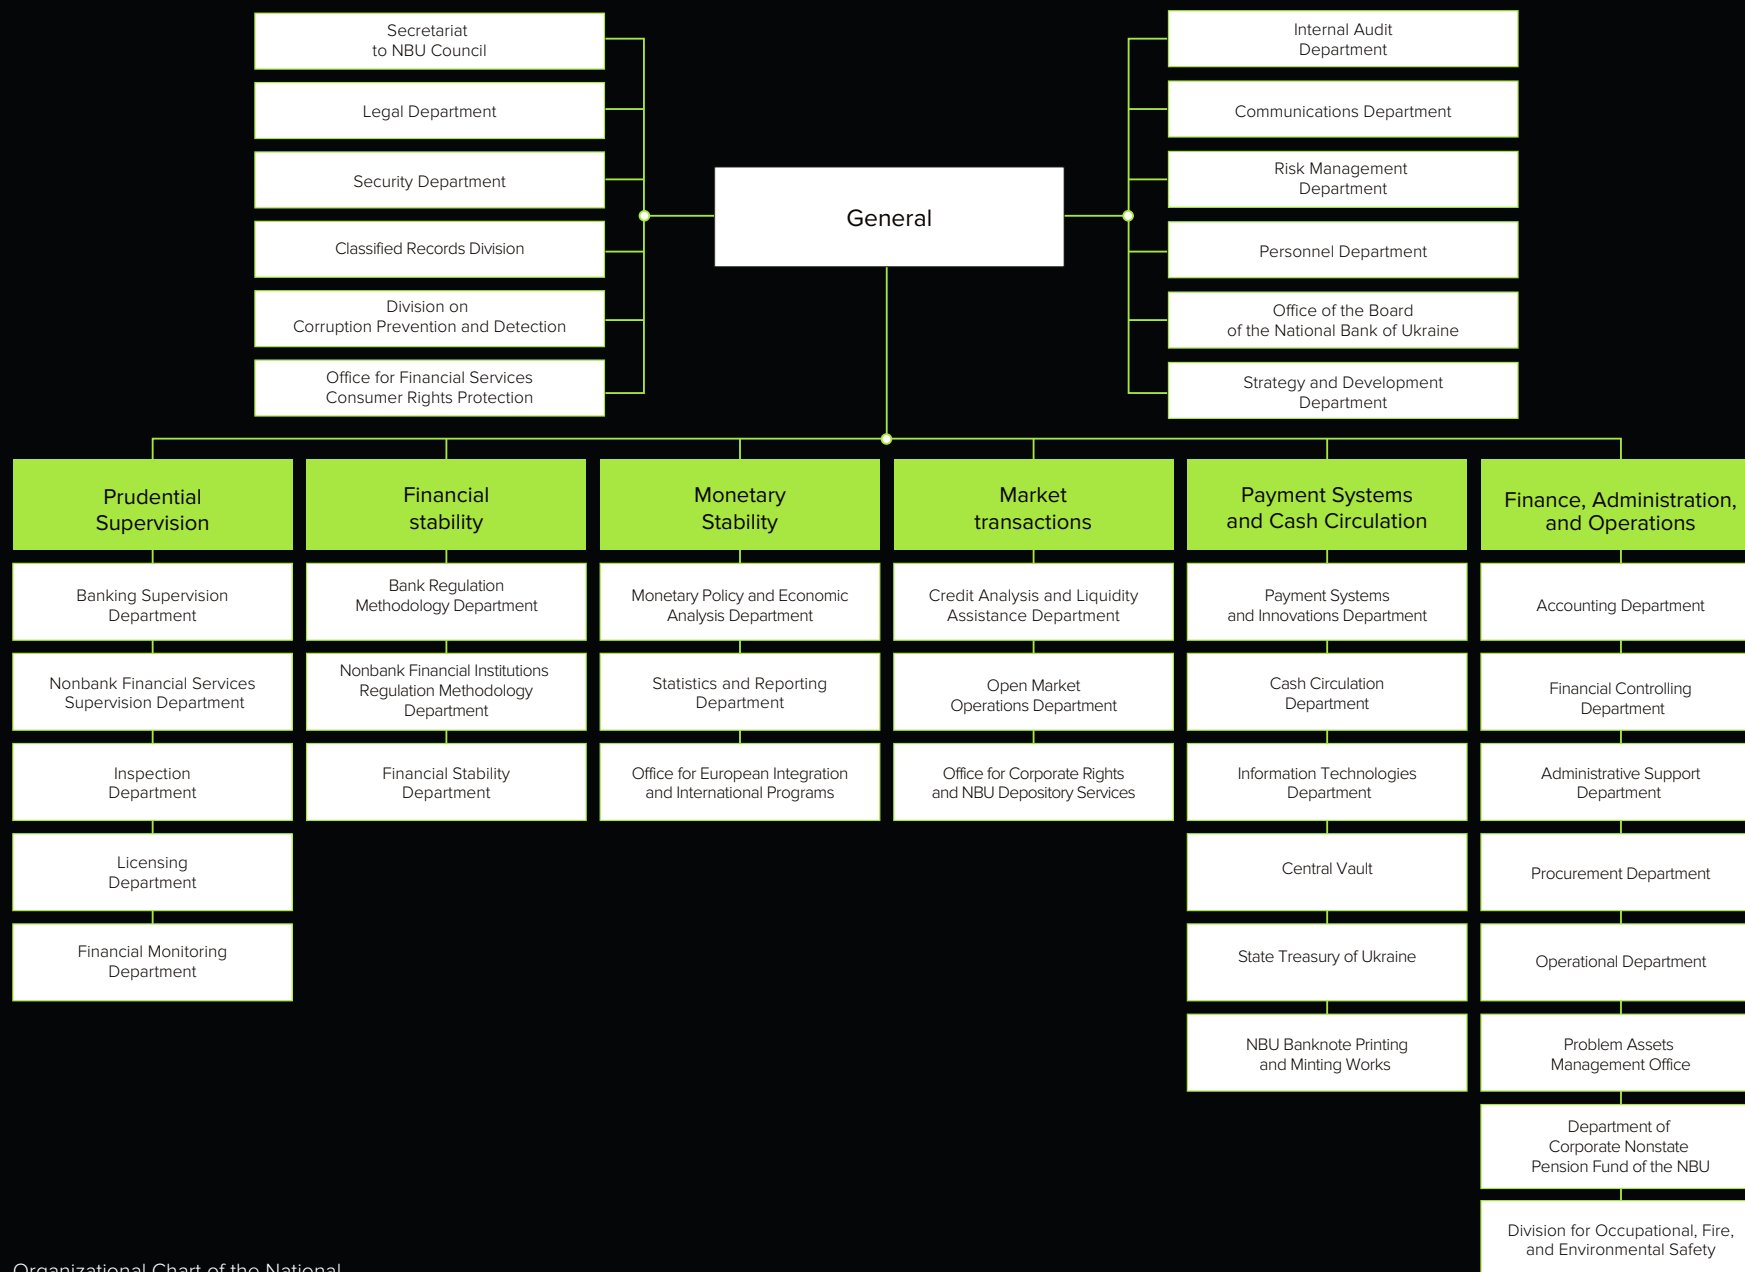 Secretariat
to NBU Council
Legal Department
Security Department
Classified Records Division
Division on
Corruption Prevention and Detection
Office for Financial Services
Consumer Rights Protection
General
Internal Audit
Department
Communications Department
Risk Management
Department
Personnel Department
Office of the Board
of the National Bank of Ukraine
Strategy and Development
Department
Prudential
Supervision
Banking Supervision
Department
Nonbank Financial Services
Supervision Department
Inspection
Department
Licensing
Department
Financial Monitoring
Department
Financial
stability
Bank Regulation
Methodology Department
Nonbank Financial Institutions
Regulation Methodology
Department
Financial Stability
Department
Monetary
Stability
Monetary Policy and Economic
Analysis Department
Statistics and Reporting
Department
Office for European Integration
and International Programs
Market
transactions
Credit Analysis and Liquidity
Assistance Department
Open Market
Operations Department
Office for Corporate Rights
and NBU Depository Services
Payment Systems
and Cash Circulation
Payment Systems
and Innovations Department
Cash Circulation
Department
Information Technologies
Department
Central Vault
State Treasury of Ukraine
NBU Banknote Printing
and Minting Works
Finance, Administration,
and Operations
Accounting Department
Financial Controlling
Department
Administrative Support
Department
Procurement Department
Operational Department
Problem Assets
Management Office
Department of
Corporate Nonstate
Pension Fund of the NBU
Division for Occupational, Fire,
and Environmental Safety
Organizational Chart of the National